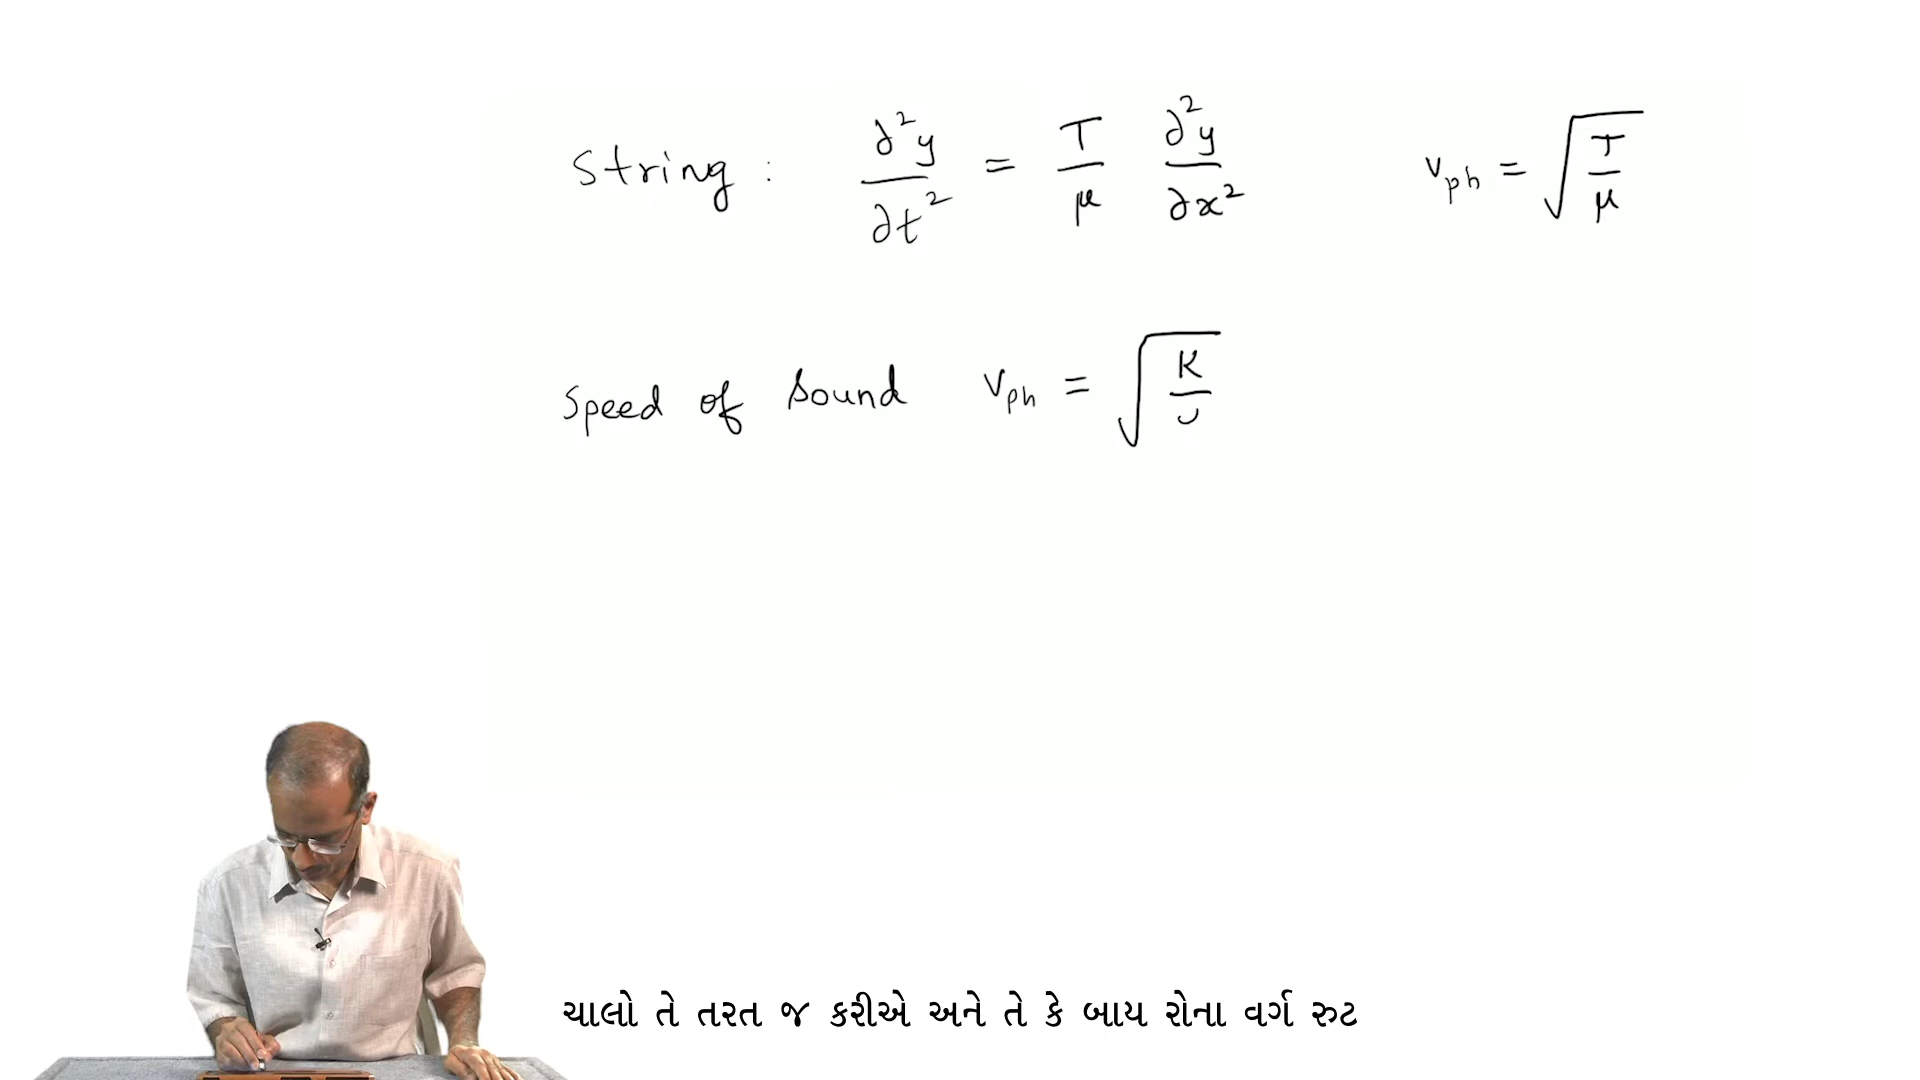 String : ∂²y/∂t² = T/μ ∂²y/∂x² v_ph = √(T/μ)
Speed of sound v_ph = √(K/
ચાલો તે તરત જ કરીએ અને તે કે બાય રોના વર્ગ રુટ